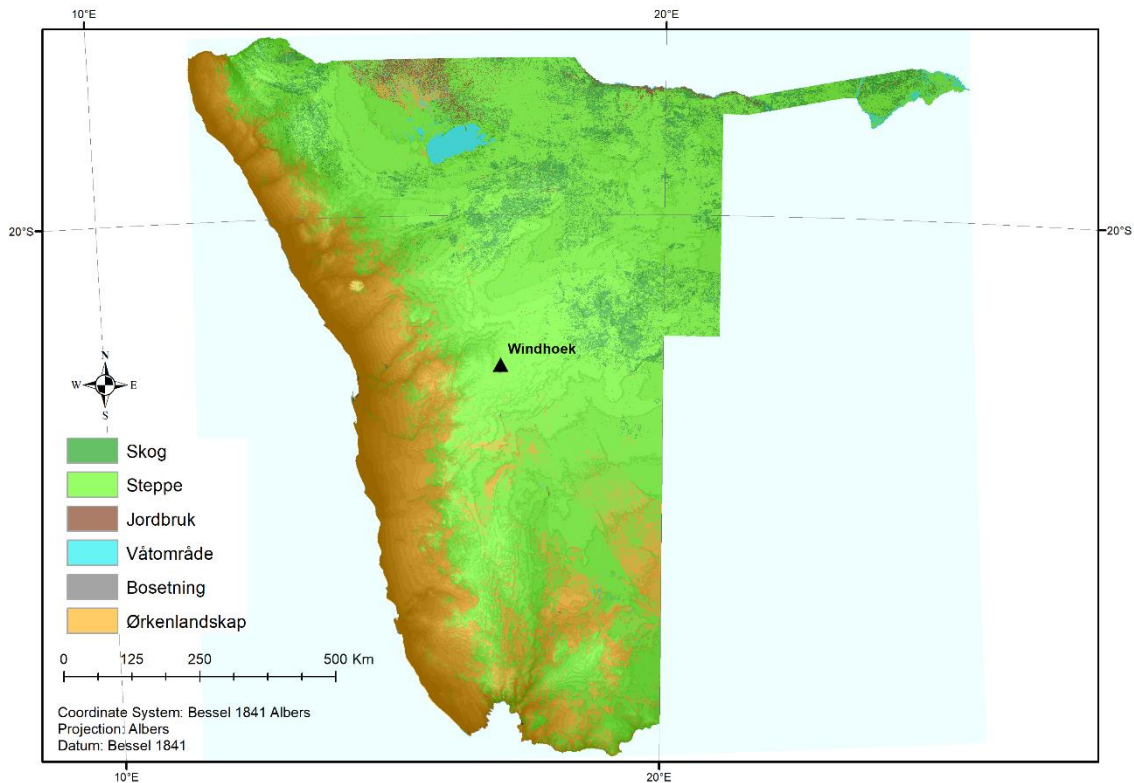 10°E
20°E
20°S
20°S
Windhoek
N
W
E
S
Skog
Steppe
Jordbruk
Våtområde
Bosetning
Ørkenlandskap
0
125
250
500 Km
Coordinate System: Bessel 1841 Albers
Projection: Albers
Datum: Bessel 1841
10°E
20°E